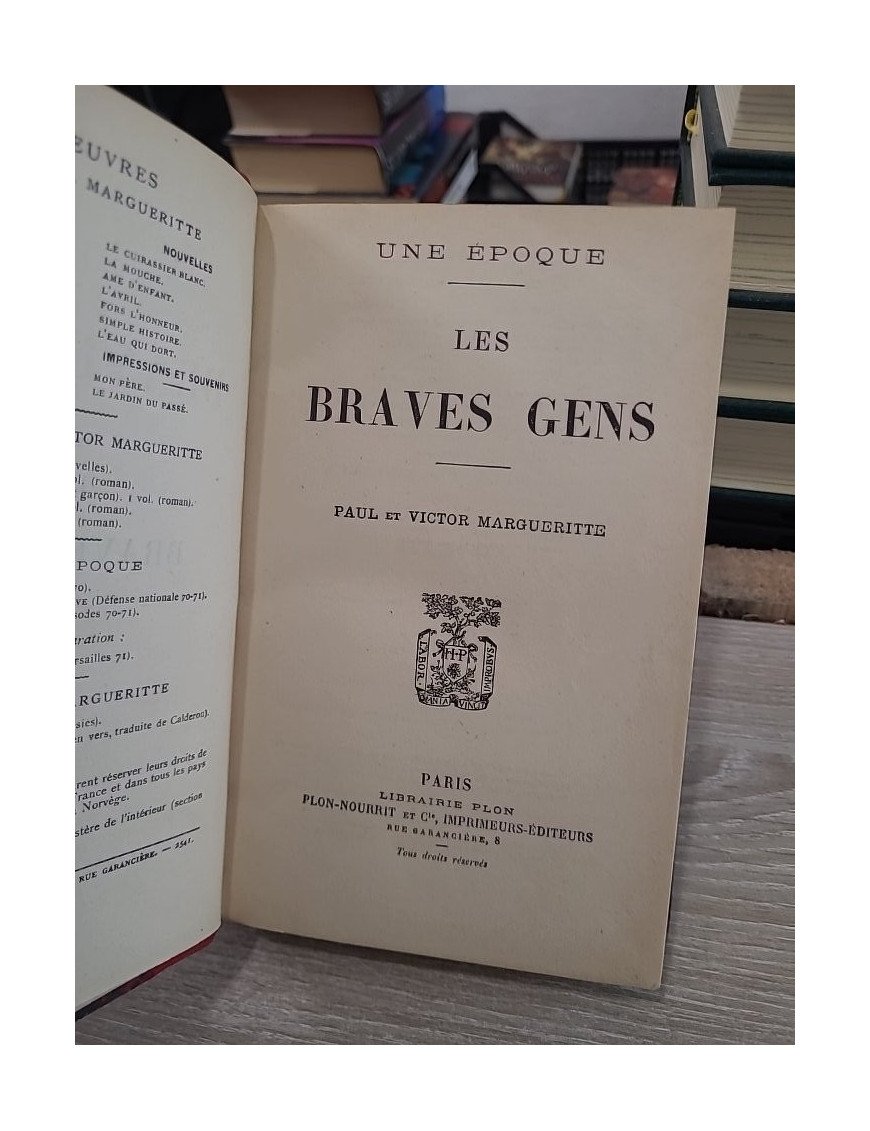 ŒUVRES
MARGUERITTE
NOUVELLES
LE CUIRASSIER BLANC.
LA MOUCHE.
AME D'ENFANT.
L'AVRIL.
FORS L'HONNEUR.
SIMPLE HISTOIRE.
L'EAU QUI DORT.
IMPRESSIONS ET SOUVENIRS
MON PÈRE.
LE JARDIN DU PASSÉ.
TOR MARGUERITTE
velles).
ol. (roman).
garçon). 1 vol. (roman).
l. (roman).
(roman).
POQUE
o).
VE (Défense nationale 70-71).
sodes 70-71).
aration :
rsailles 71).
RGUERITTE
sies).
en vers, traduite de Calderon).
rent réserver leurs droits de
France et dans tous les pays
Norvège.
stère de l'intérieur (section
RUE GARANCIÈRE. — 2541.
UNE ÉPOQUE
LES
BRAVES GENS
PAUL ET VICTOR MARGUERITTE
H·P
LABOR
OMNIA VINCIT
IMPROBVS
PARIS
LIBRAIRIE PLON
PLON-NOURRIT ET Cie, IMPRIMEURS-ÉDITEURS
RUE GARANCIÈRE, 8
Tous droits réservés